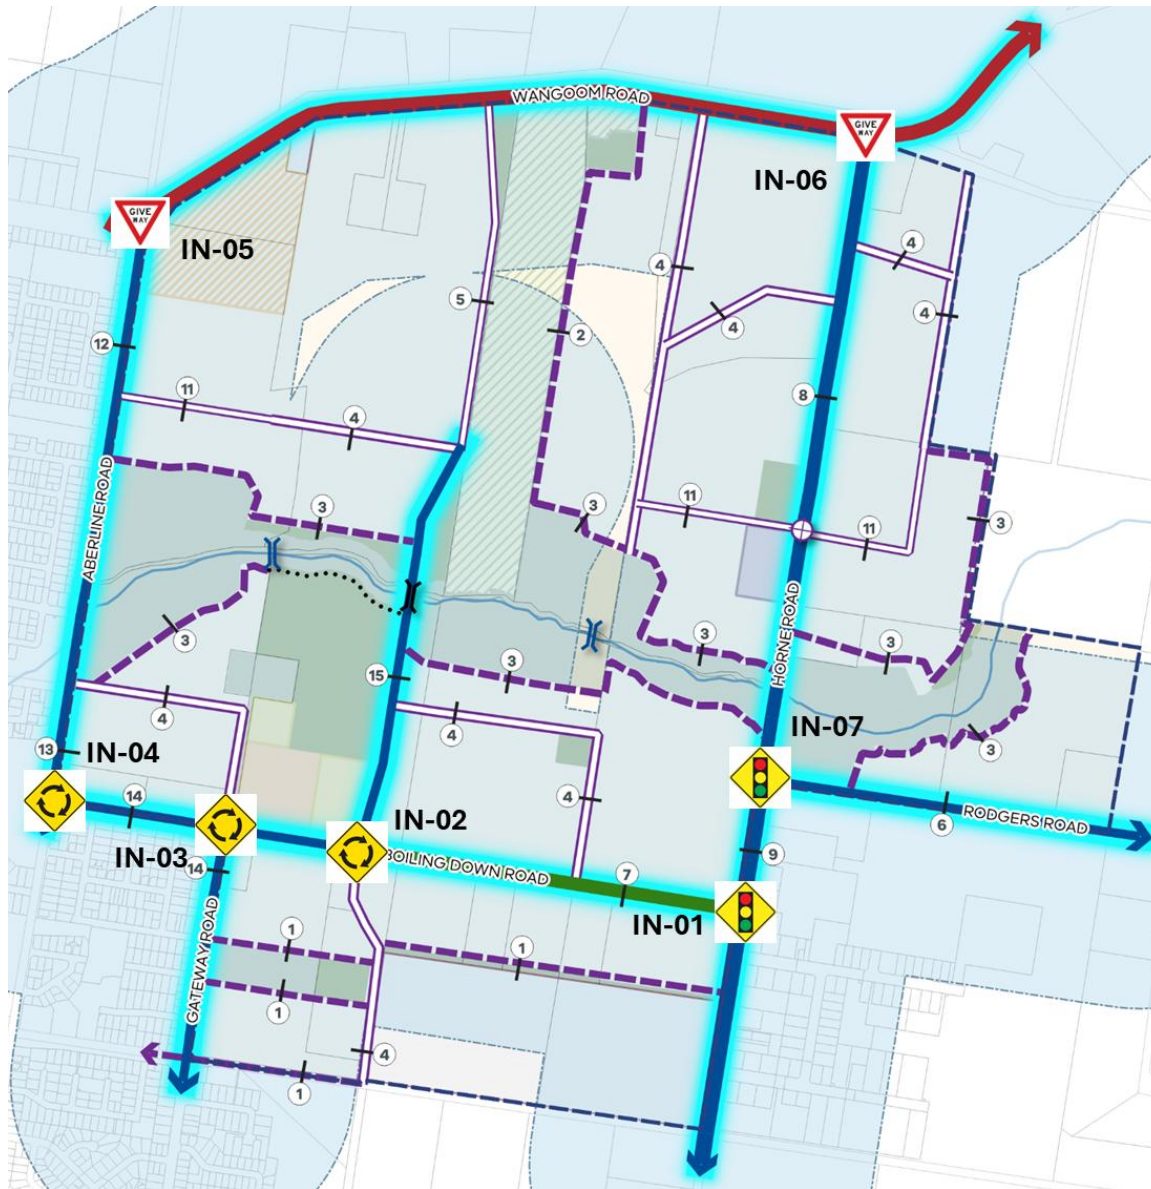 WANGOOM ROAD
GIVE
WAY
IN-06
GIVE
WAY
IN-05
4
4
5
2
4
4
12
8
11
4
11
11
3
3
3
ABERLINE ROAD
3
3
3
3
HORNE ROAD
15
4
4
IN-07
3
13
IN-04
14
4
6
RODGERS ROAD
IN-02
9
IN-03
14
BOILING DOWN ROAD
7
IN-01
GATEWAY ROAD
1
1
1
4
1